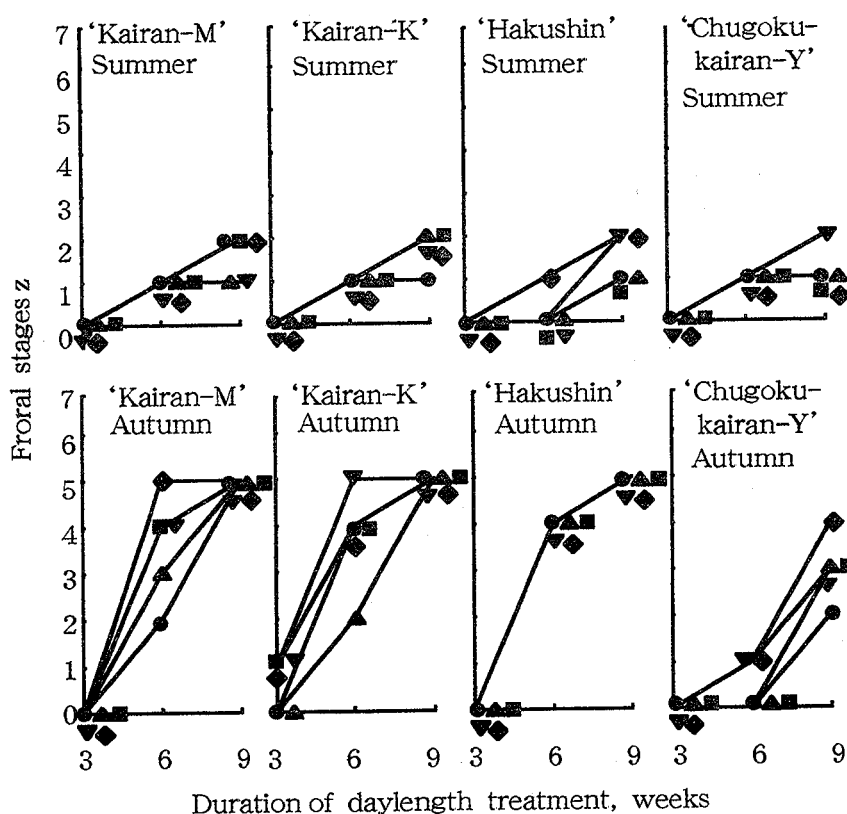 7
6
5
4
3
2
1
0
'Kairan-M'
Summer
'Kairan-K'
Summer
'Hakushin'
Summer
'Chugoku-
kairan-Y'
Summer
Froral stages z
7
6
5
4
3
2
1
0
'Kairan-M'
Autumn
'Kairan-K'
Autumn
'Hakushin'
Autumn
'Chugoku-
kairan-Y'
Autumn
3 6 9 3 6 9 3 6 9 3 6 9
Duration of daylength treatment, weeks